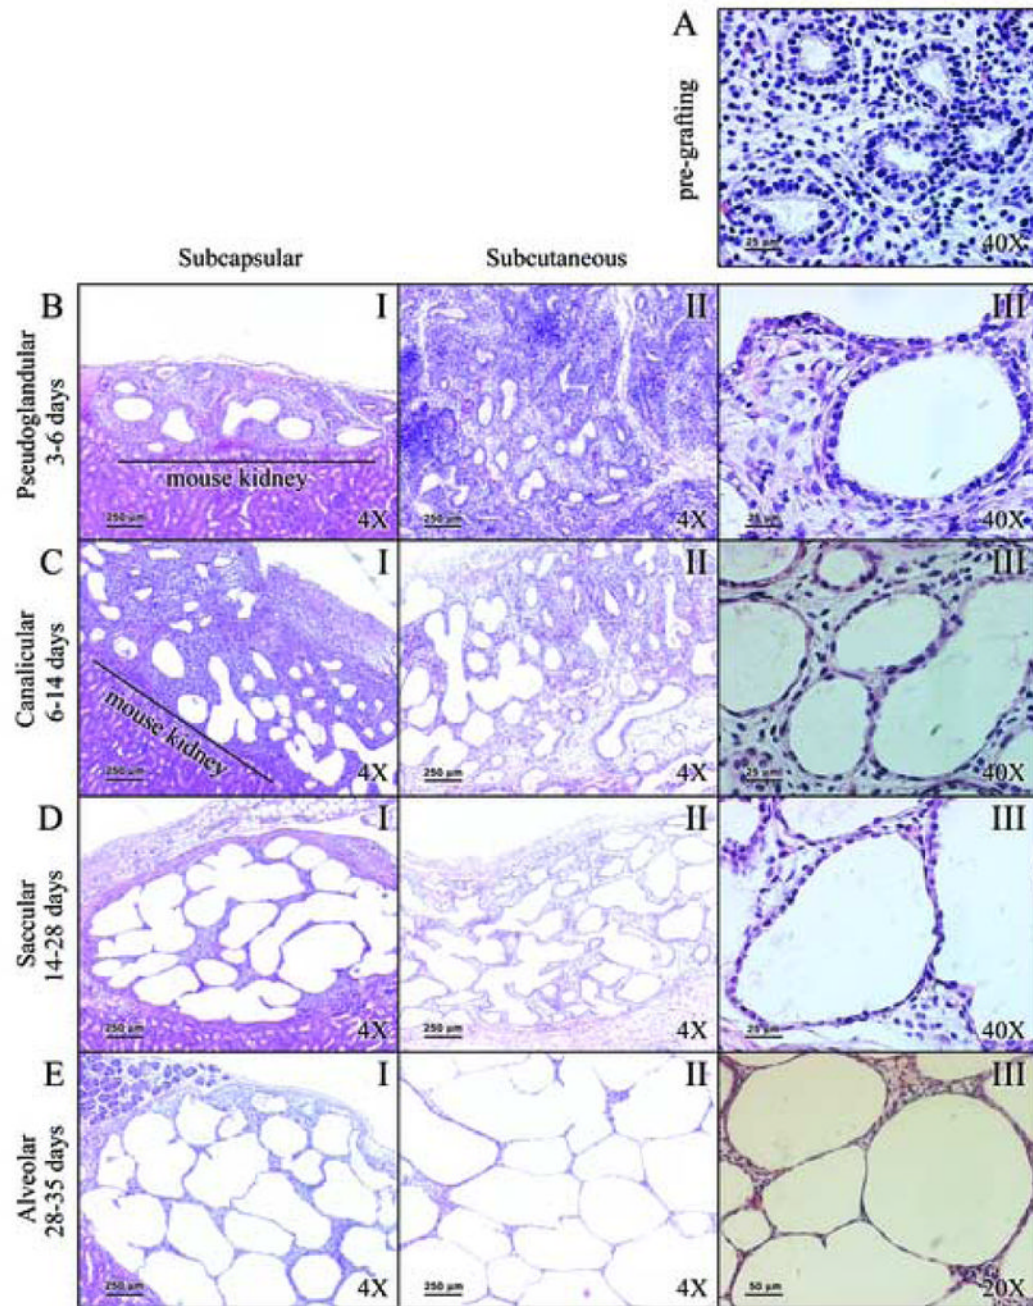 A
pre-grafting
25 µm
40X
Subcapsular
Subcutaneous
B
Pseudoglandular
3-6 days
I
mouse kidney
250 µm
4X
II
250 µm
4X
III
25 µm
40X
C
Canalicular
6-14 days
I
mouse kidney
250 µm
4X
II
250 µm
4X
III
25 µm
40X
D
Saccular
14-28 days
I
250 µm
4X
II
250 µm
4X
III
25 µm
40X
E
Alveolar
28-35 days
I
250 µm
4X
II
250 µm
4X
III
50 µm
20X